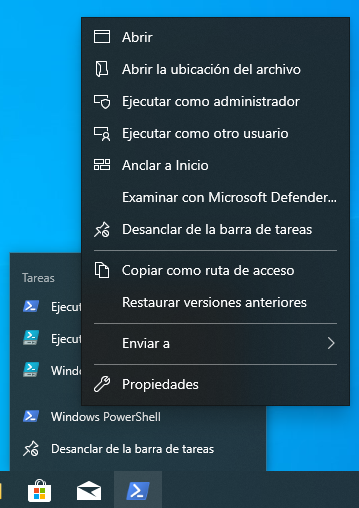 Abrir
Abrir la ubicación del archivo
Ejecutar como administrador
Ejecutar como otro usuario
Anclar a Inicio
Examinar con Microsoft Defender...
Desanclar de la barra de tareas
Copiar como ruta de acceso
Restaurar versiones anteriores
Enviar a
Propiedades
Tareas
Ejecut
Ejecut
Windo
Windows PowerShell
Desanclar de la barra de tareas